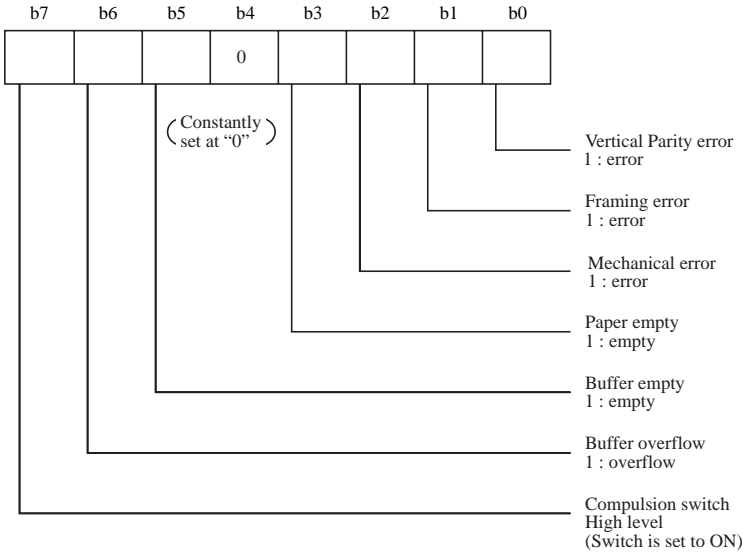 b7 b6 b5 b4 b3 b2 b1 b0
0
(Constantly
set at “0”)
Vertical Parity error
1 : error
Framing error
1 : error
Mechanical error
1 : error
Paper empty
1 : empty
Buffer empty
1 : empty
Buffer overflow
1 : overflow
Compulsion switch
High level
(Switch is set to ON)